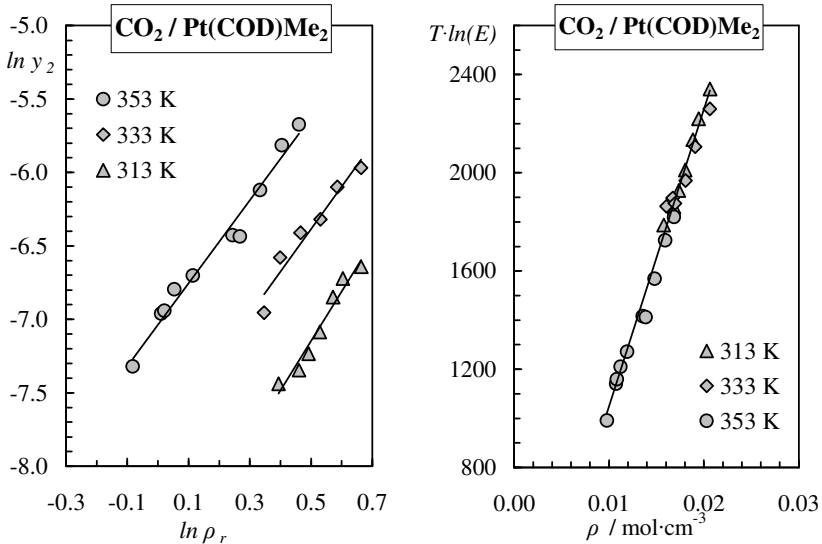 CO₂ / Pt(COD)Me₂
ln y₂
-5.0
-5.5
-6.0
-6.5
-7.0
-7.5
-8.0
353 K
333 K
313 K
-0.3 -0.1 0.1 0.3 0.5 0.7
ln ρᵣ
CO₂ / Pt(COD)Me₂
T·ln(E)
2400
2000
1600
1200
800
313 K
333 K
353 K
0.00 0.01 0.02 0.03
ρ / mol·cm⁻³